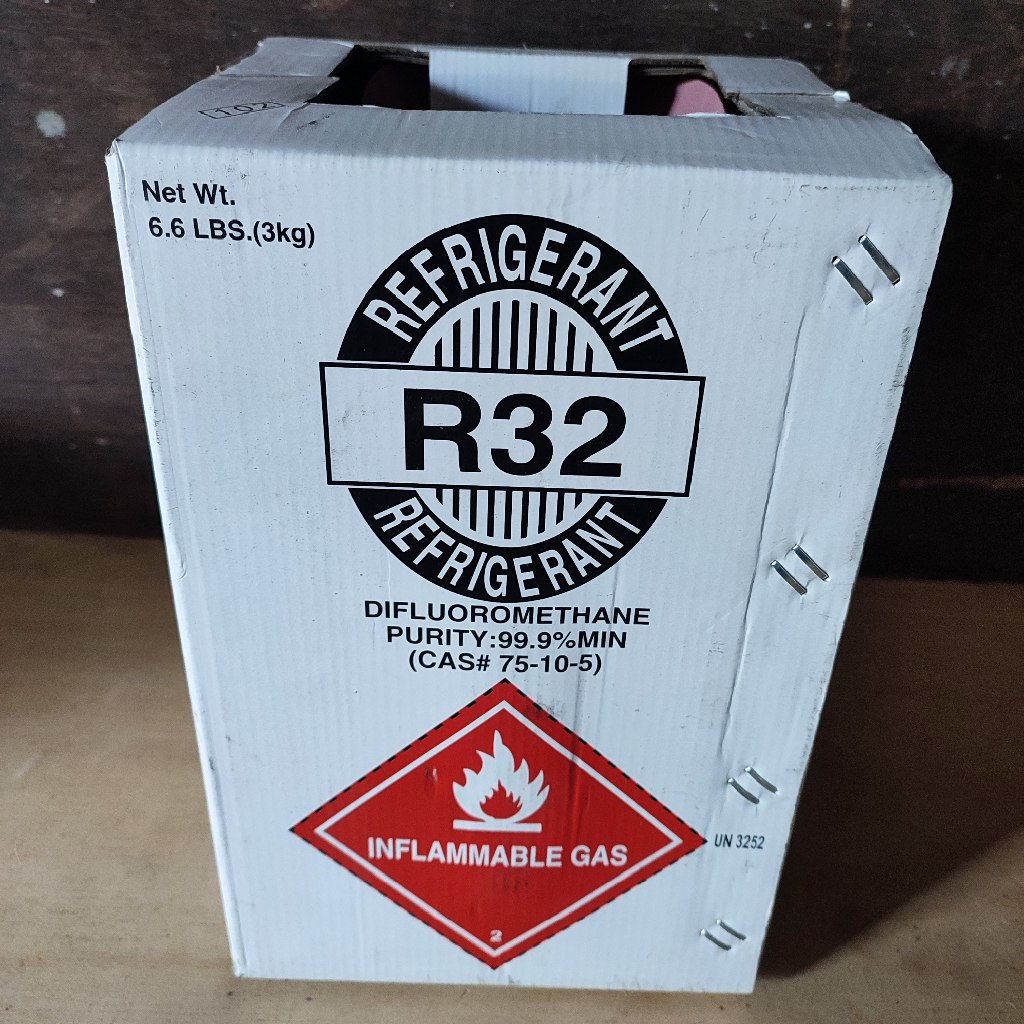 102
Net Wt.
6.6 LBS.(3kg)
REFRIGERANT
R32
REFRIGERANT
DIFLUOROMETHANE
PURITY:99.9%MIN
(CAS# 75-10-5)
INFLAMMABLE GAS
UN 3252
2